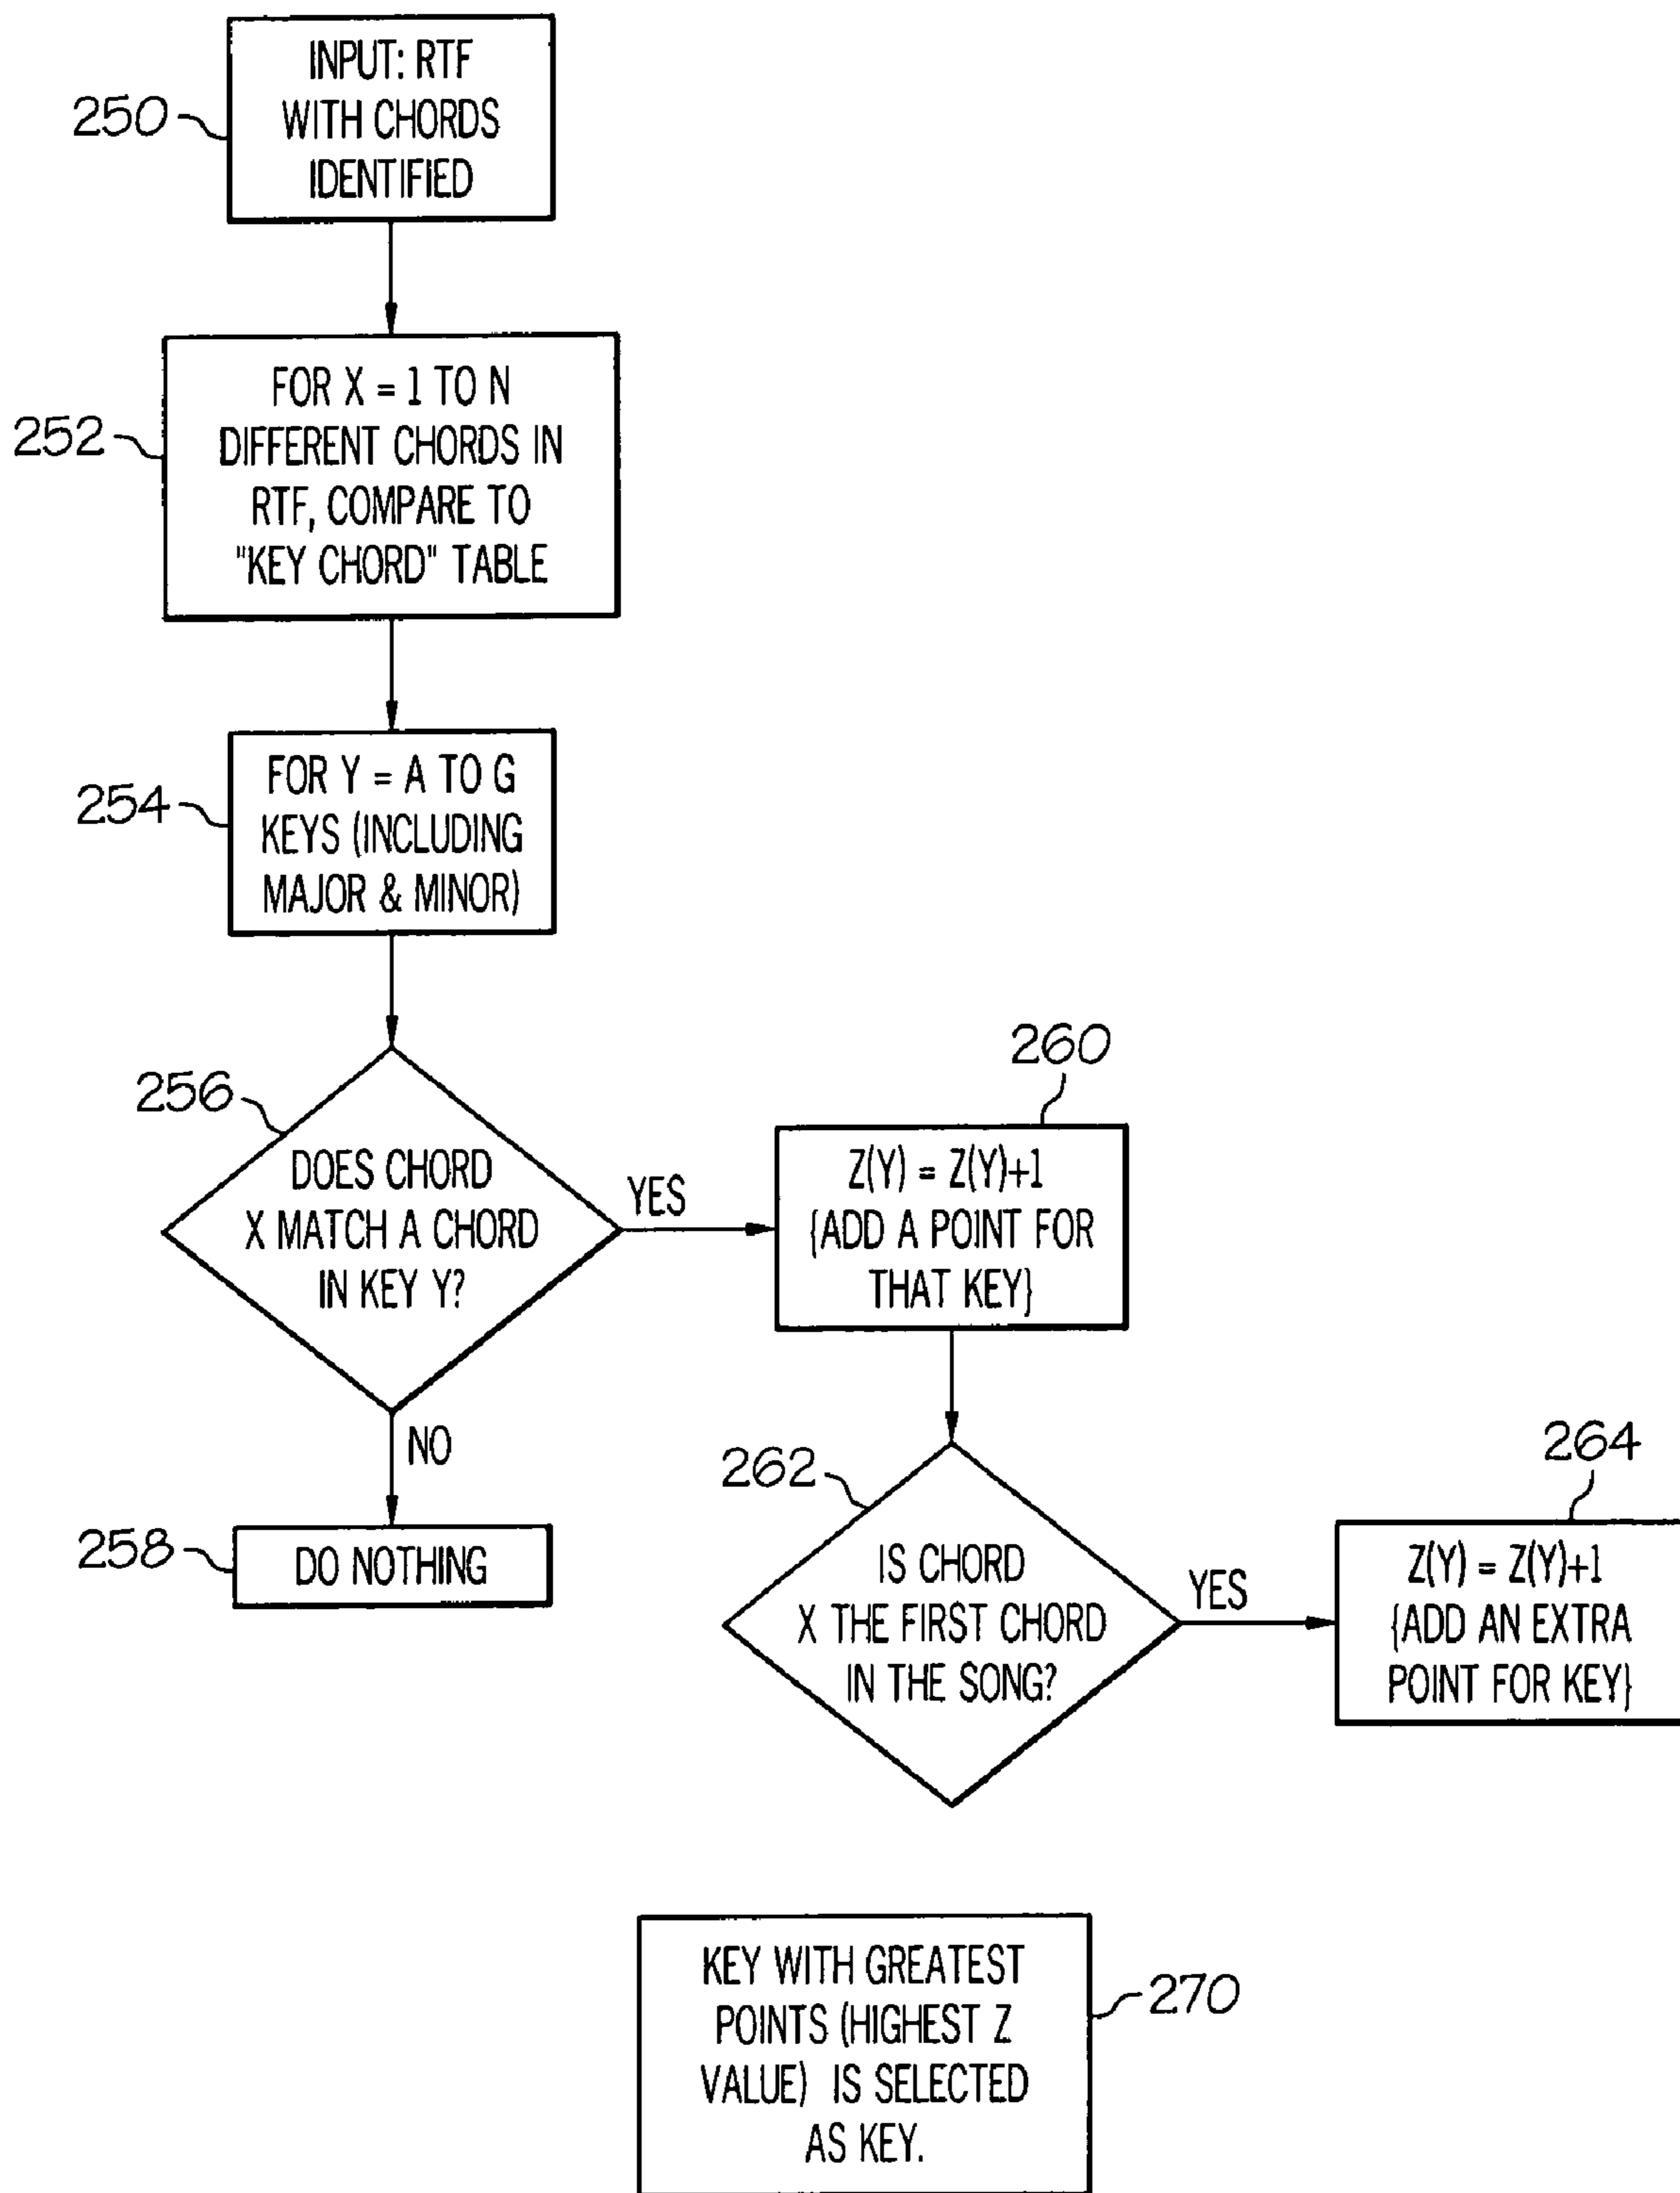 250
INPUT: RTF
WITH CHORDS
IDENTIFIED
252
FOR X = 1 TO N
DIFFERENT CHORDS IN
RTF, COMPARE TO
"KEY CHORD" TABLE
254
FOR Y = A TO G
KEYS (INCLUDING
MAJOR & MINOR)
256
DOES CHORD
X MATCH A CHORD
IN KEY Y?
YES
NO
258
DO NOTHING
260
Z(Y) = Z(Y)+1
{ADD A POINT FOR
THAT KEY}
262
IS CHORD
X THE FIRST CHORD
IN THE SONG?
YES
264
Z(Y) = Z(Y)+1
{ADD AN EXTRA
POINT FOR KEY}
KEY WITH GREATEST
POINTS (HIGHEST Z
VALUE) IS SELECTED
AS KEY.
270